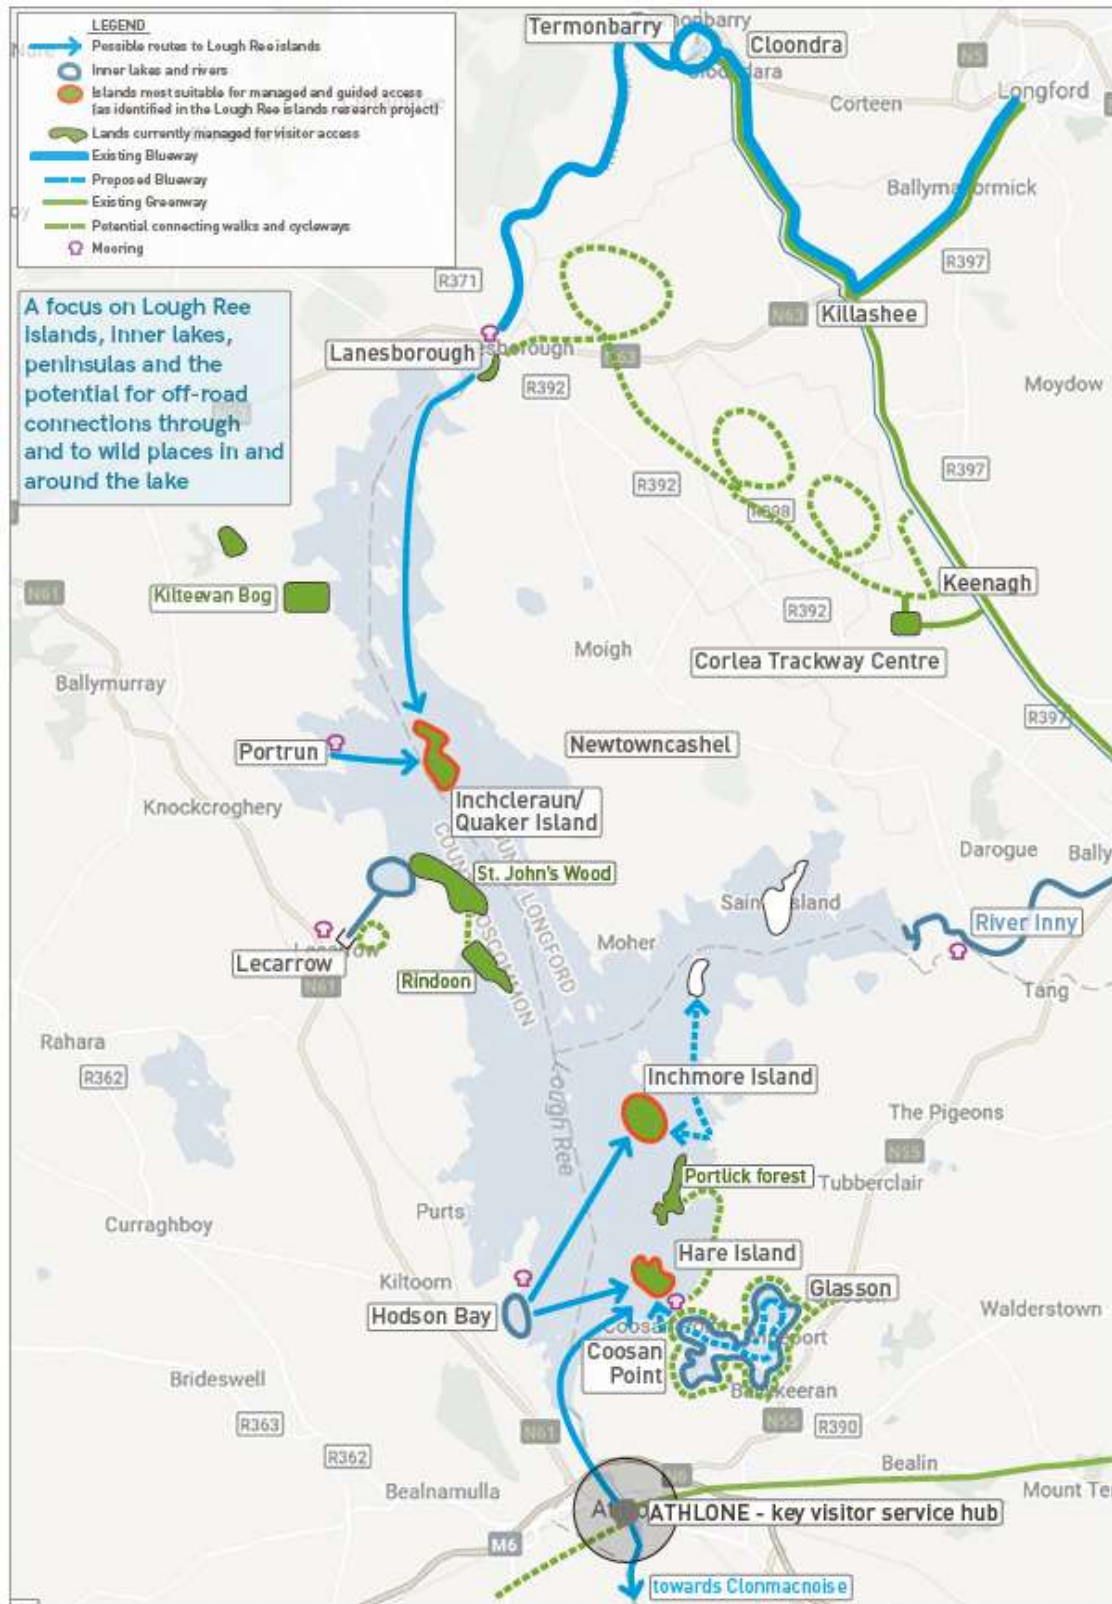 LEGEND
Possible routes to Lough Ree islands
Inner lakes and rivers
Islands most suitable for managed and guided access
(as identified in the Lough Ree islands research project)
Lands currently managed for visitor access
Existing Blueway
Proposed Blueway
Existing Greenway
Potential connecting walks and cycleways
Mooring
A focus on Lough Ree
islands, inner lakes,
peninsulas and the
potential for off-road
connections through
and to wild places in and
around the lake
Termonbarry
Cloondra
N5
Longford
Corteen
R371
R397
N63
Killashee
Lanesborough
R392
Moydow
R397
R392
N61
Kilteevan Bog
Keenagh
R392
Moigh
Corlea Trackway Centre
Ballymurray
R397
Portrun
Newtowncashel
Knockcroghery
Inchcleraun/
Quaker Island
Darogue
Bally
St. John's Wood
LONGFORD
River Inny
Moher
Lecarrow
Rindoon
N61
Tang
Rahara
R362
Lough Ree
Inchmore Island
The Pigeons
N55
Portlick forest
Tubberclair
Purts
Curraghboy
Hare Island
Kiltoom
Glasson
Hodson Bay
Walderstown
Coosan
Point
Brideswell
R363
N61
N55
R390
R362
Bealin
Bealnamulla
N6
Mount Te
ATHLONE - key visitor service hub
M6
towards Clonmacnoise